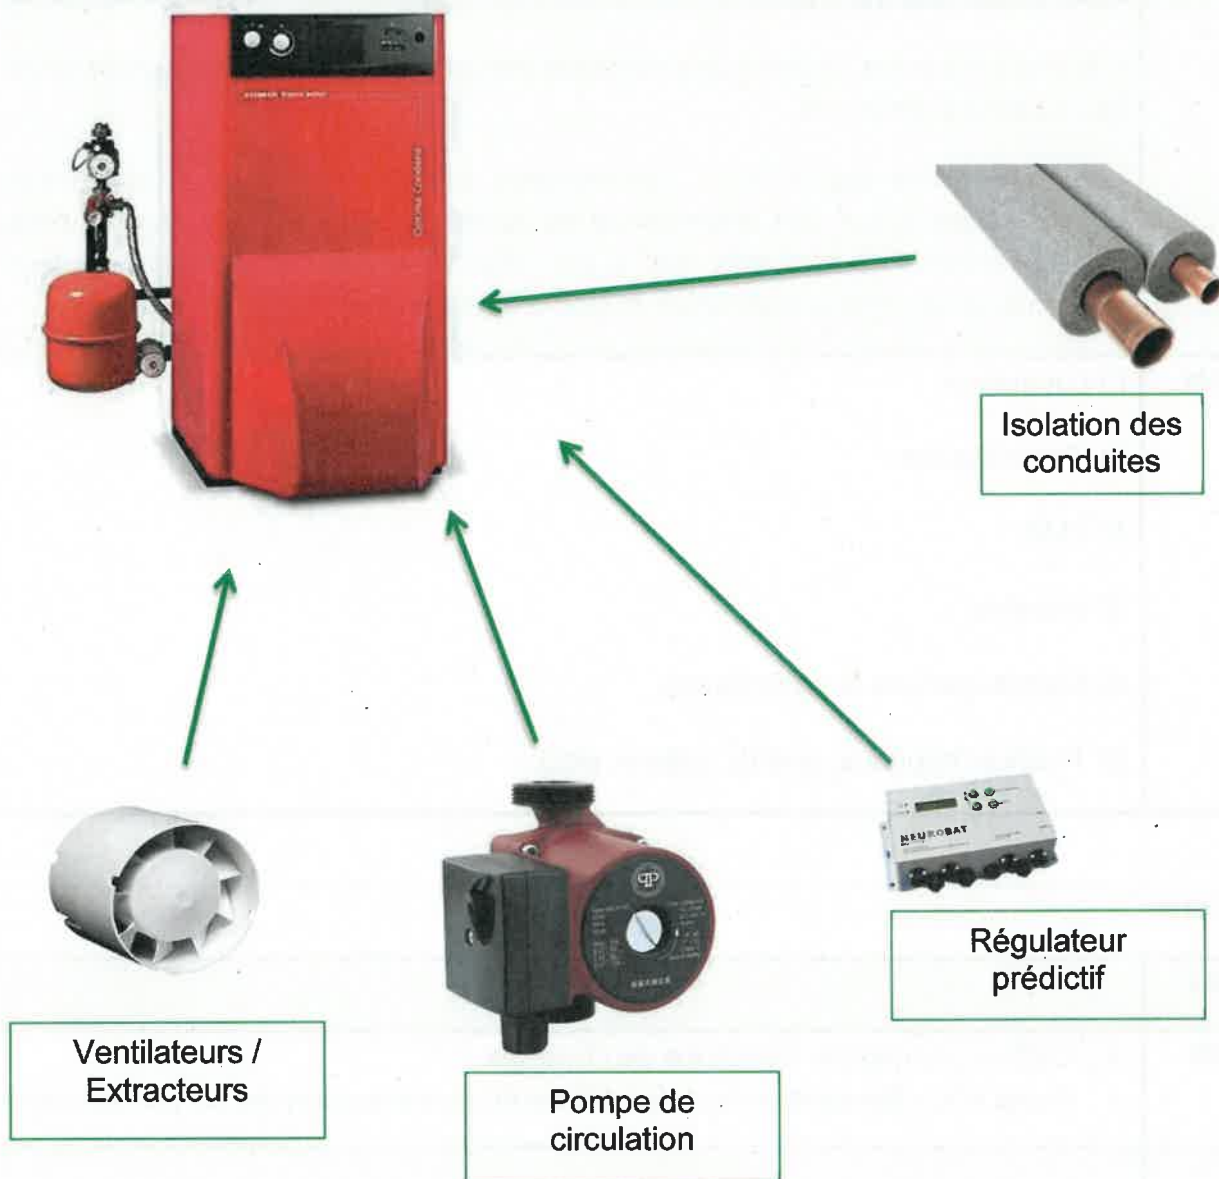 Isolation des
conduites
NEUROBAT
Régulateur
prédictif
Ventilateurs /
Extracteurs
Pompe de
circulation